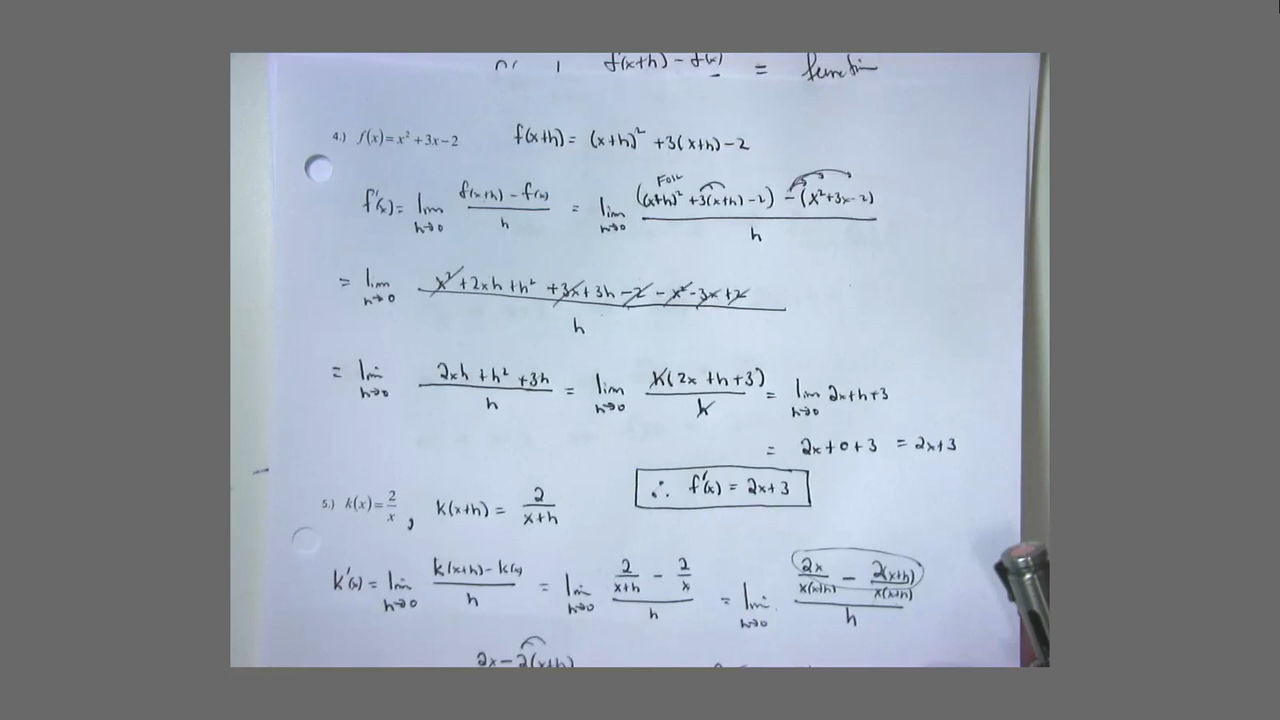 f(x+h) - f(x) = function
4.) f(x) = x² + 3x - 2 f(x+h) = (x+h)² + 3(x+h) - 2
FOIL
f'(x) = lim h→0 f(x+h) - f(x) / h = lim h→0 ((x+h)² + 3(x+h) - 2) - (x² + 3x - 2) / h
= lim h→0 x² + 2xh + h² + 3x + 3h - 2 - x² - 3x + 2 / h
= lim h→0 2xh + h² + 3h / h = lim h→0 h(2x + h + 3) / h = lim h→0 2x + h + 3
= 2x + 0 + 3 = 2x + 3
∴ f'(x) = 2x + 3
5.) k(x) = 2/x , k(x+h) = 2/(x+h)
k'(x) = lim h→0 k(x+h) - k(x) / h = lim h→0 2/(x+h) - 2/x / h = lim h→0 2x/x(x+h) - 2(x+h)/x(x+h) / h
2x - 2(x+h)